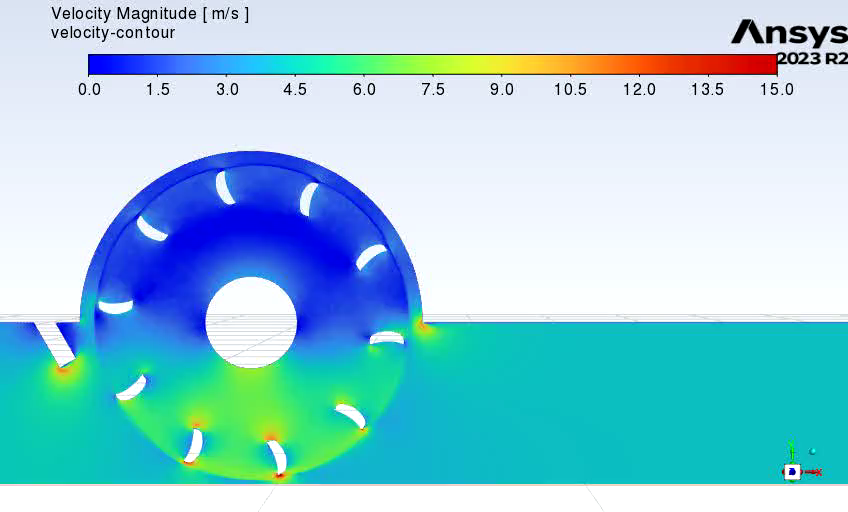 Velocity Magnitude [ m/s ]
velocity-contour
Ansys
2023 R2
0.0 1.5 3.0 4.5 6.0 7.5 9.0 10.5 12.0 13.5 15.0
Y
X